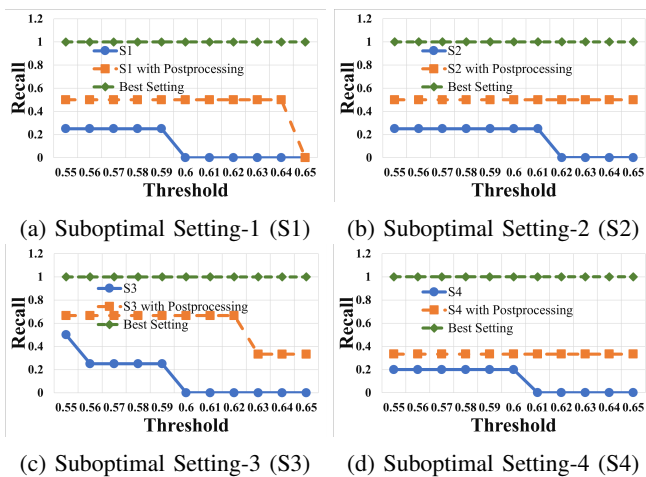 1.2
1
0.8
0.6
0.4
0.2
0
Recall
S1
S1 with Postprocessing
Best Setting
0.55 0.56 0.57 0.58 0.59 0.6 0.61 0.62 0.63 0.64 0.65
Threshold
(a) Suboptimal Setting-1 (S1)
1.2
1
0.8
0.6
0.4
0.2
0
Recall
S2
S2 with Postprocessing
Best Setting
0.55 0.56 0.57 0.58 0.59 0.6 0.61 0.62 0.63 0.64 0.65
Threshold
(b) Suboptimal Setting-2 (S2)
1.2
1
0.8
0.6
0.4
0.2
0
Recall
S3
S3 with Postprocessing
Best Setting
0.55 0.56 0.57 0.58 0.59 0.6 0.61 0.62 0.63 0.64 0.65
Threshold
(c) Suboptimal Setting-3 (S3)
1.2
1
0.8
0.6
0.4
0.2
0
Recall
S4
S4 with Postprocessing
Best Setting
0.55 0.56 0.57 0.58 0.59 0.6 0.61 0.62 0.63 0.64 0.65
Threshold
(d) Suboptimal Setting-4 (S4)